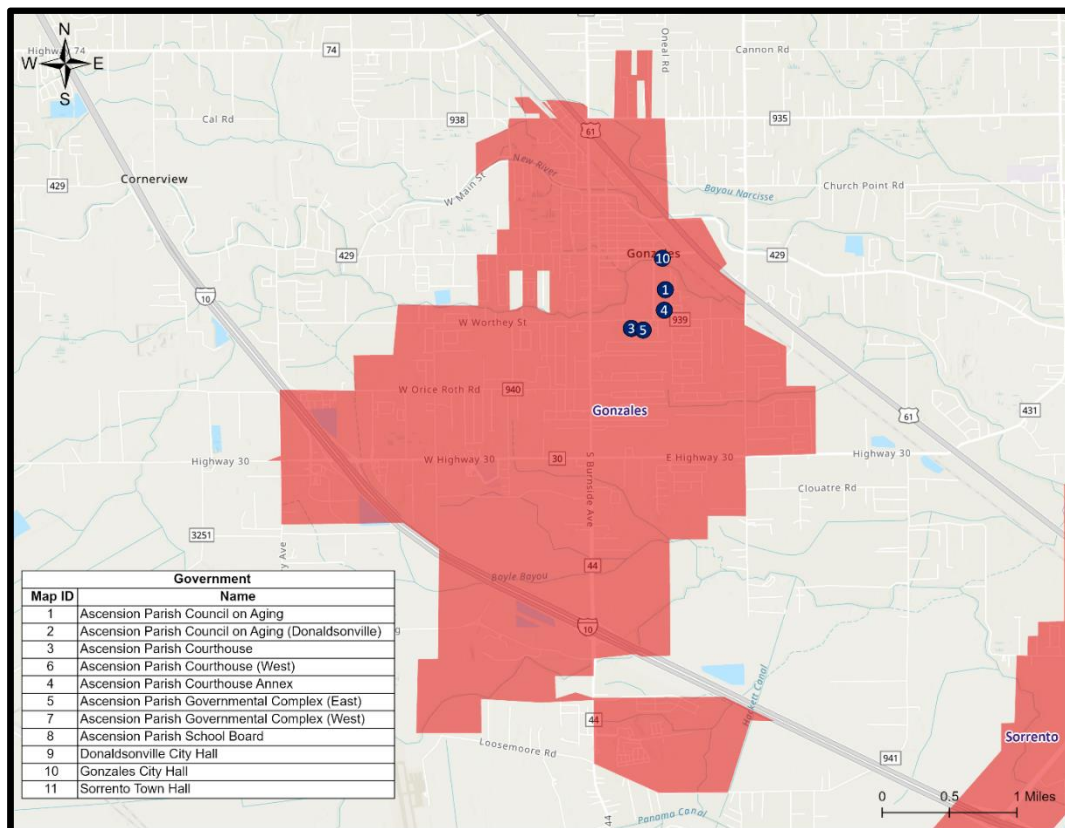 N
W E
S
Highway 74
74
Oneal Rd
Cannon Rd
Cal Rd
938
61
935
New River
Cornerview
429
W Main St
Bayou Narcisse
Church Point Rd
429
Gonzales
10
429
10
1
4
W Worthey St
939
3
5
W Orice Roth Rd
940
Gonzales
61
431
Highway 30
W Highway 30
30
E Highway 30
Highway 30
S Burnside Ave
Clouatre Rd
3251
44
Boyle Bayou
10
Government
Map ID Name
1 Ascension Parish Council on Aging
2 Ascension Parish Council on Aging (Donaldsonville)
3 Ascension Parish Courthouse
6 Ascension Parish Courthouse (West)
4 Ascension Parish Courthouse Annex
5 Ascension Parish Governmental Complex (East)
7 Ascension Parish Governmental Complex (West)
8 Ascension Parish School Board
9 Donaldsonville City Hall
10 Gonzales City Hall
11 Sorrento Town Hall
44
Loosemoore Rd
Sorrento
941
44
Panama Canal
0 0.5 1 Miles